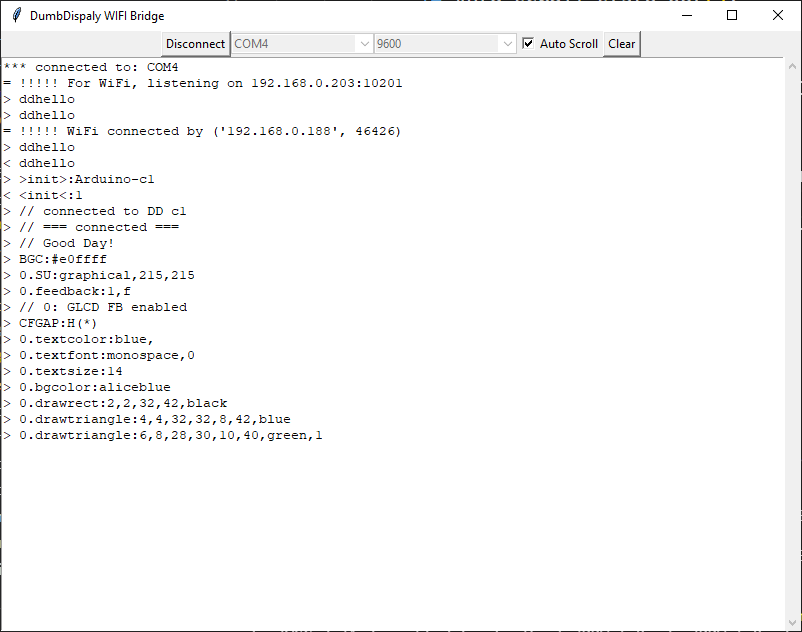 DumbDispaly WIFI Bridge
Disconnect COM4 9600 Auto Scroll Clear
*** connected to: COM4
= !!!!! For WiFi, listening on 192.168.0.203:10201
> ddhello
> ddhello
= !!!!! WiFi connected by ('192.168.0.188', 46426)
> ddhello
< ddhello
> >init>:Arduino-c1
< <init<:1
> // connected to DD c1
> // === connected ===
> // Good Day!
> BGC:#e0ffff
> 0.SU:graphical,215,215
> 0.feedback:1,f
> // 0: GLCD FB enabled
> CFGAP:H(*)
> 0.textcolor:blue,
> 0.textfont:monospace,0
> 0.textsize:14
> 0.bgcolor:aliceblue
> 0.drawrect:2,2,32,42,black
> 0.drawtriangle:4,4,32,32,8,42,blue
> 0.drawtriangle:6,8,28,30,10,40,green,1